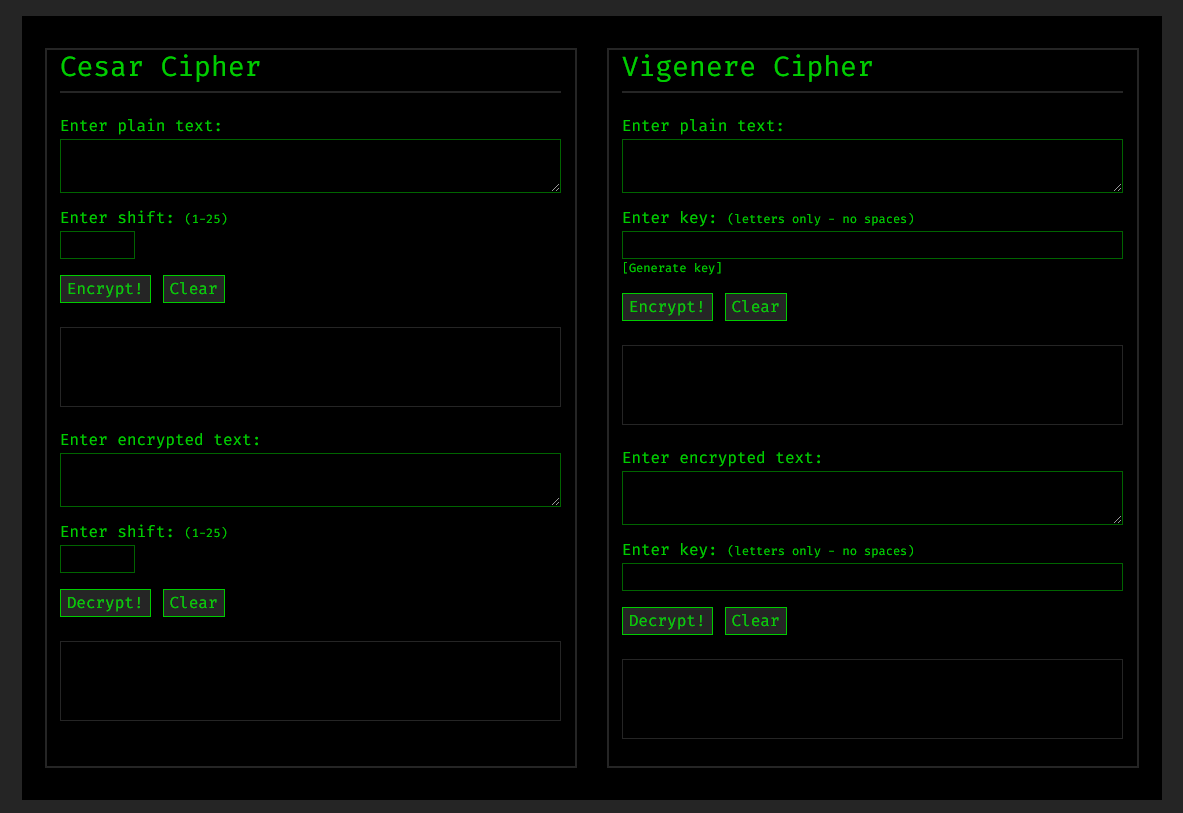 Cesar Cipher
Enter plain text:
Enter shift: (1-25)
Encrypt! Clear
Enter encrypted text:
Enter shift: (1-25)
Decrypt! Clear
Vigenere Cipher
Enter plain text:
Enter key: (letters only - no spaces)
[Generate key]
Encrypt! Clear
Enter encrypted text:
Enter key: (letters only - no spaces)
Decrypt! Clear